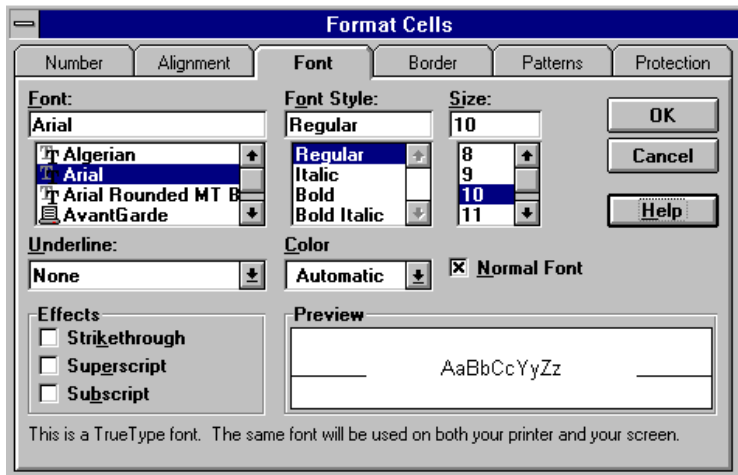 Format Cells
Number Alignment Font Border Patterns Protection
Font: Font Style: Size:
Arial Regular 10 OK
Algerian Regular 8 Cancel
Arial Italic 9
Arial Rounded MT B Bold 10 Help
AvantGarde Bold Italic 11
Underline: Color
None Automatic Normal Font
Effects Preview
Strikethrough
Superscript AaBbCcYyZz
Subscript
This is a TrueType font. The same font will be used on both your printer and your screen.